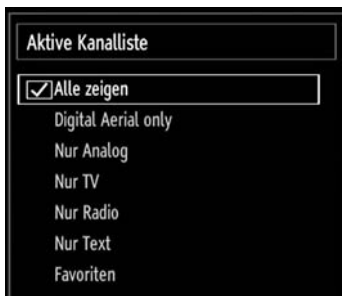 Aktive Kanalliste
Alle zeigen
Digital Aerial only
Nur Analog
Nur TV
Nur Radio
Nur Text
Favoriten